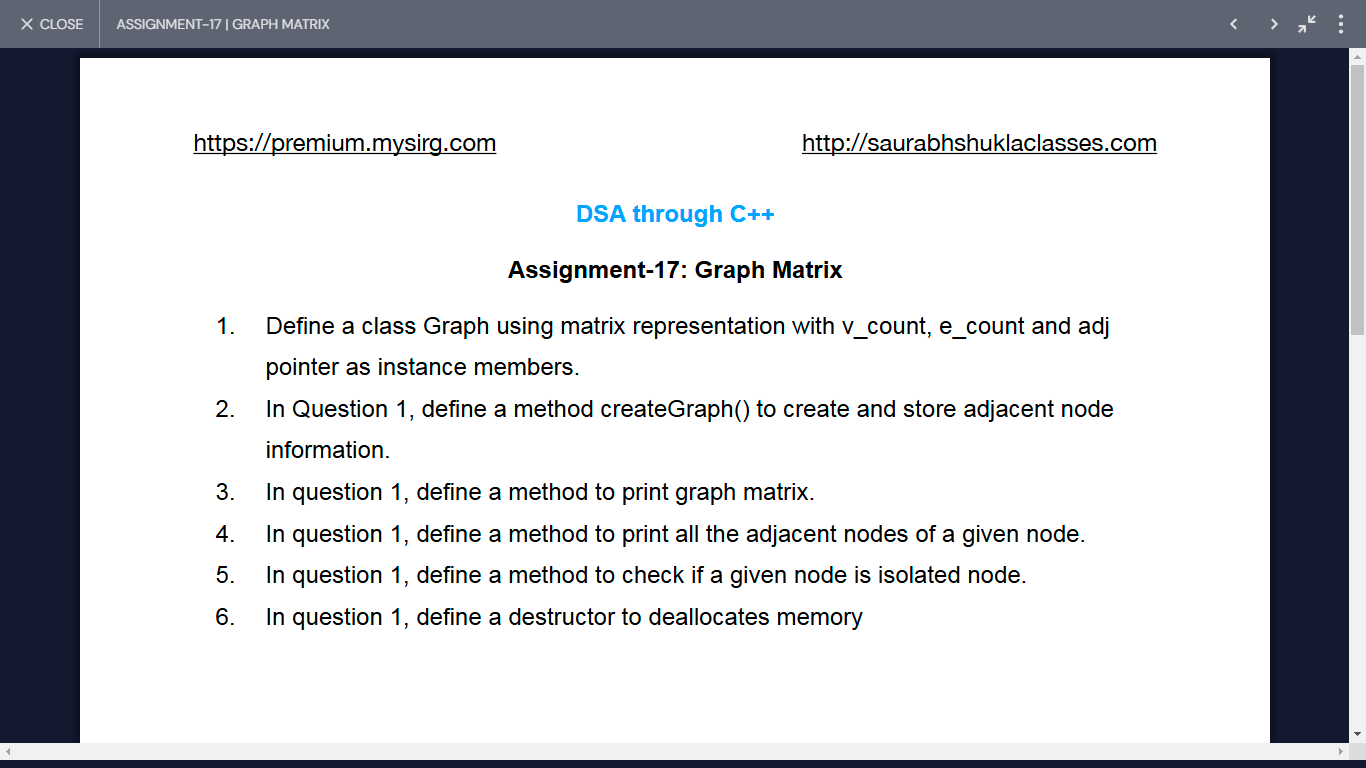 CLOSE
ASSIGNMENT-17 | GRAPH MATRIX
https://premium.mysirg.com
http://saurabhshuklaclasses.com
DSA through C++
Assignment-17: Graph Matrix
1. Define a class Graph using matrix representation with v_count, e_count and adj
pointer as instance members.
2. In Question 1, define a method createGraph() to create and store adjacent node
information.
3. In question 1, define a method to print graph matrix.
4. In question 1, define a method to print all the adjacent nodes of a given node.
5. In question 1, define a method to check if a given node is isolated node.
6. In question 1, define a destructor to deallocates memory